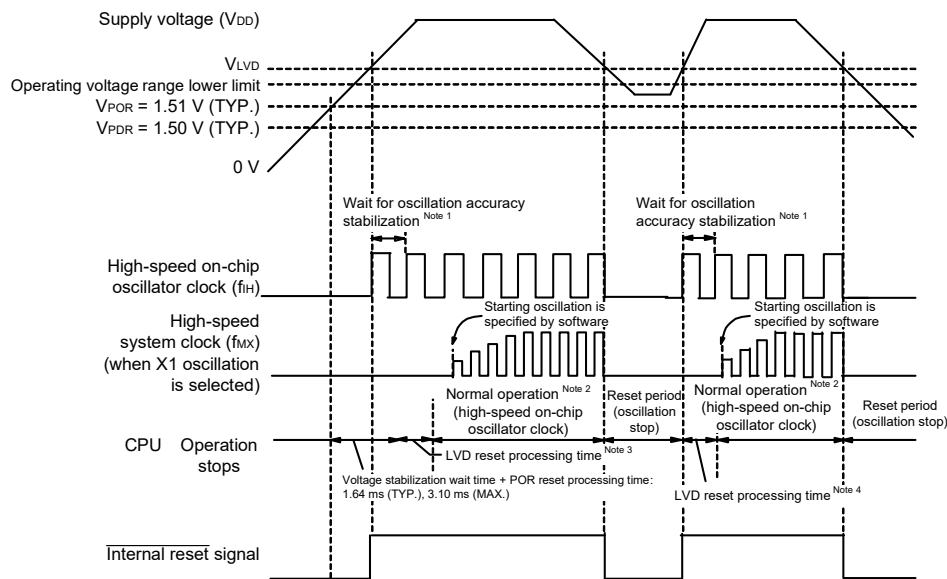 Supply voltage (VDD)
VLVD
Operating voltage range lower limit
VPOR = 1.51 V (TYP.)
VPDR = 1.50 V (TYP.)
0 V
Wait for oscillation accuracy
stabilization Note 1
Wait for oscillation
accuracy stabilization Note 1
High-speed on-chip
oscillator clock (fIH)
Starting oscillation is
specified by software
Starting oscillation is
specified by software
High-speed
system clock (fMX)
(when X1 oscillation
is selected)
Normal operation Note 2
(high-speed on-chip
oscillator clock)
Reset period
(oscillation
stop)
Normal operation Note 2
(high-speed on-chip
oscillator clock)
Reset period
(oscillation stop)
CPU Operation
stops
LVD reset processing time Note 3
Voltage stabilization wait time + POR reset processing time:
1.64 ms (TYP.), 3.10 ms (MAX.)
LVD reset processing time Note 4
Internal reset signal